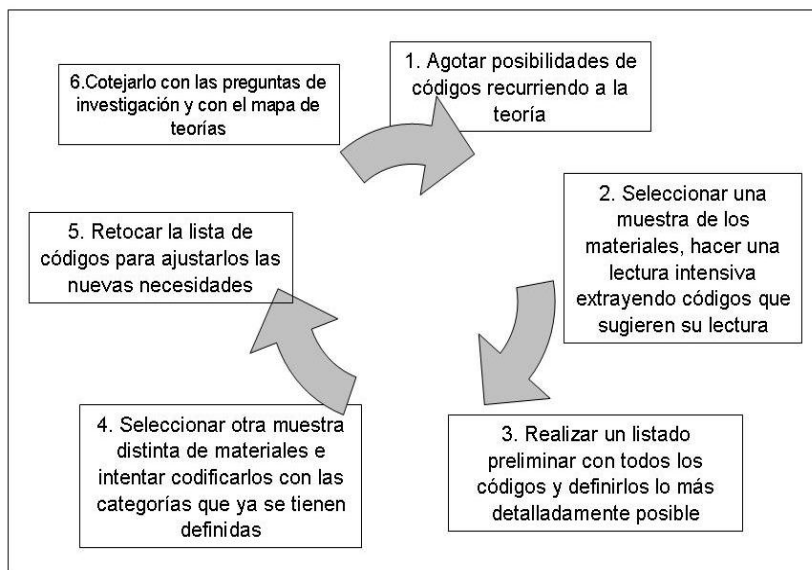 1. Agotar posibilidades de
códigos recurriendo a la
teoría
2. Seleccionar una
muestra de los
materiales, hacer una
lectura intensiva
extrayendo códigos que
sugieren su lectura
3. Realizar un listado
preliminar con todos los
códigos y definirlos lo más
detalladamente posible
4. Seleccionar otra muestra
distinta de materiales e
intentar codificarlos con las
categorías que ya se tienen
definidas
5. Retocar la lista de
códigos para ajustarlos las
nuevas necesidades
6.Cotejarlo con las preguntas de
investigación y con el mapa de
teorías